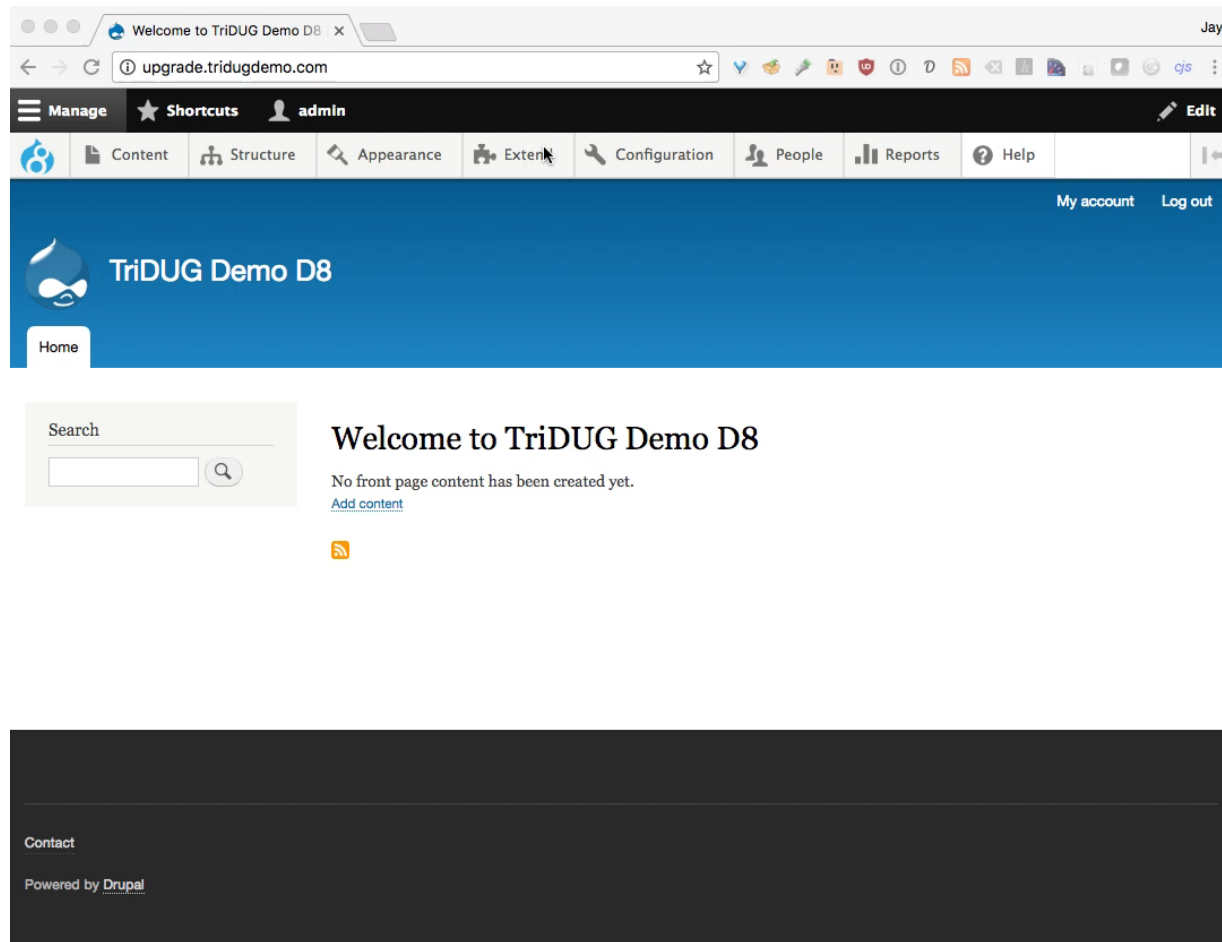 Welcome to TriDUG Demo D8
Jay
upgrade.tridugdemo.com
cjs
Manage Shortcuts admin Edit
Content Structure Appearance Extend Configuration People Reports Help
My account Log out
TriDUG Demo D8
Home
Search
Welcome to TriDUG Demo D8
No front page content has been created yet.
Add content
Contact
Powered by Drupal